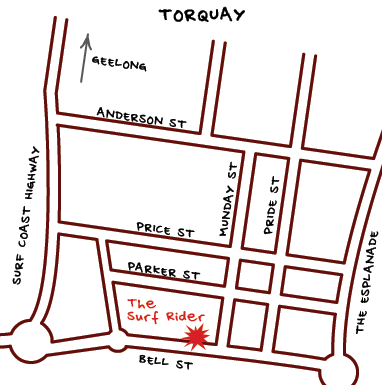 TORQUAY
GEELONG
ANDERSON ST
SURF COAST HIGHWAY
MUNDAY ST
PRIDE ST
PRICE ST
PARKER ST
THE ESPLANADE
The
Surf Rider
BELL ST